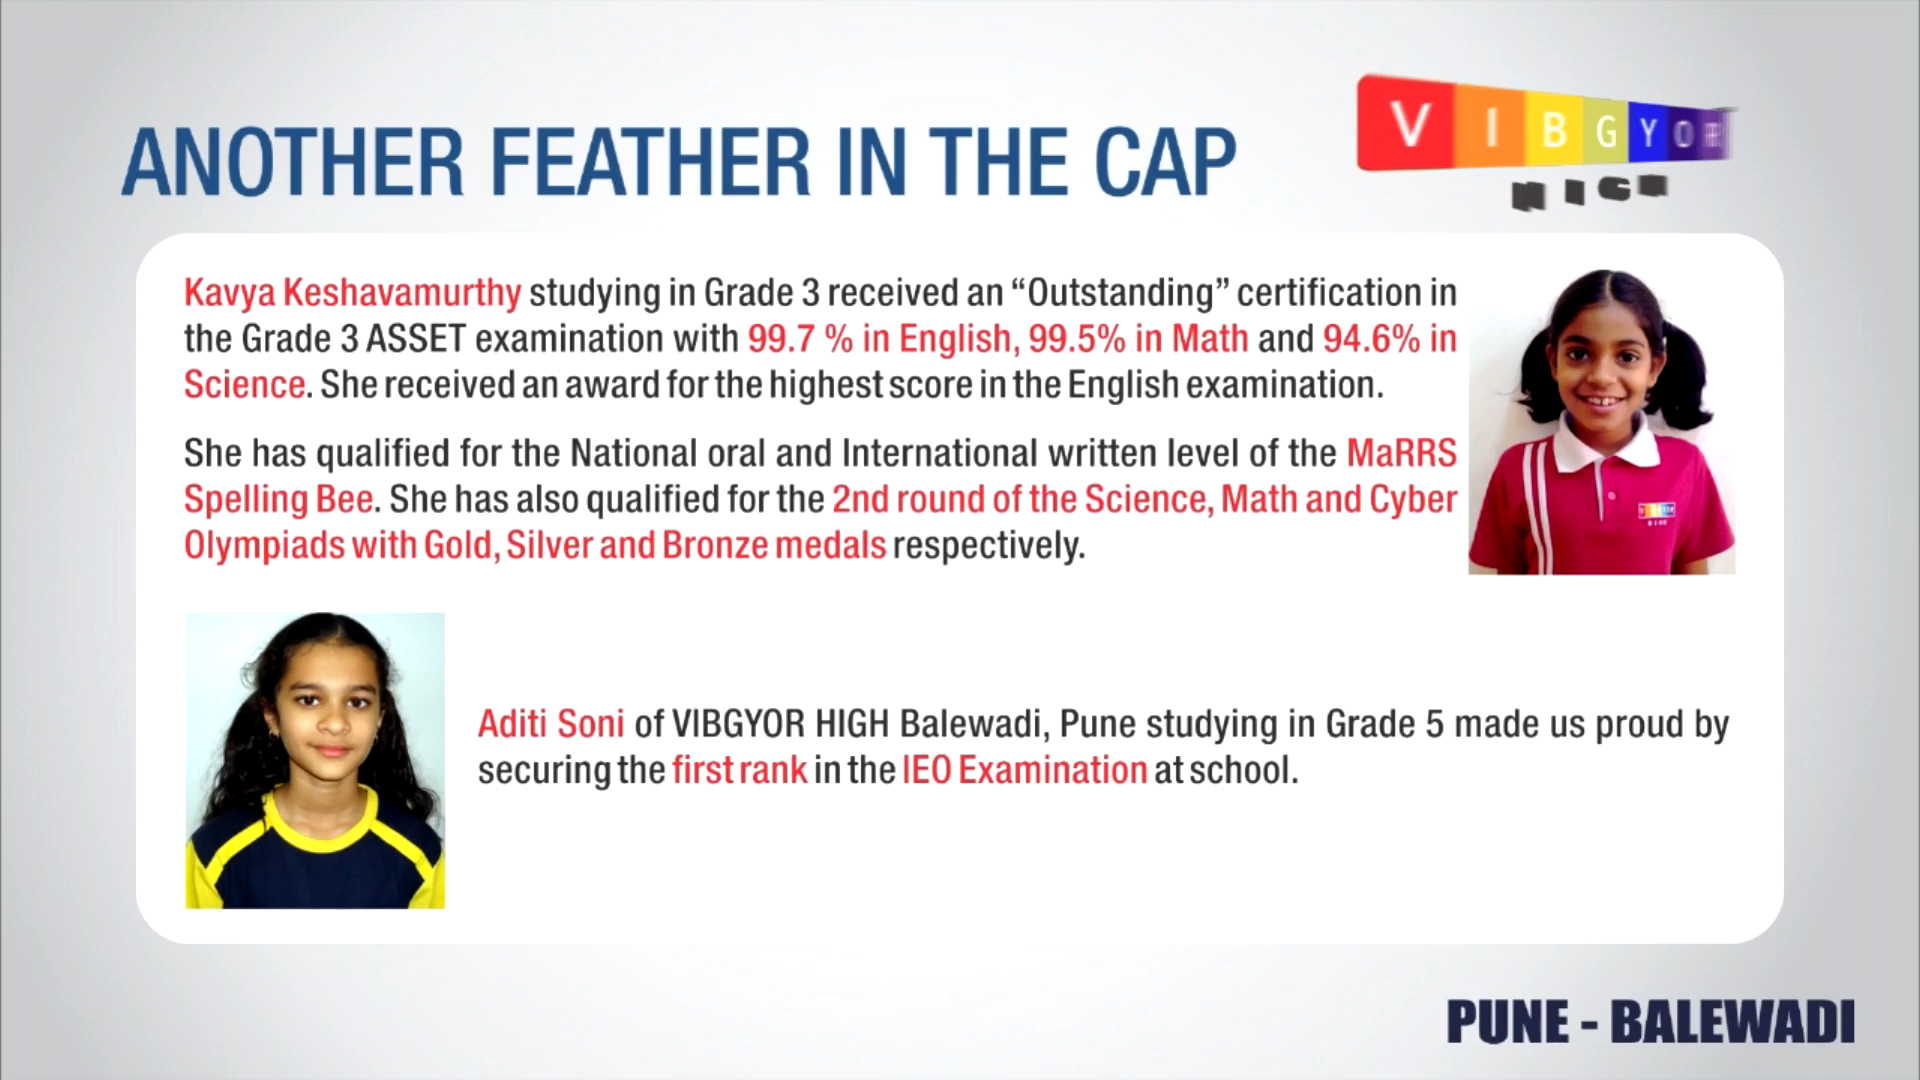 ANOTHER FEATHER IN THE CAP
VIBGYO
HIGH
Kavya Keshavamurthy studying in Grade 3 received an “Outstanding” certification in
the Grade 3 ASSET examination with 99.7 % in English, 99.5% in Math and 94.6% in
Science. She received an award for the highest score in the English examination.
She has qualified for the National oral and International written level of the MaRRS
Spelling Bee. She has also qualified for the 2nd round of the Science, Math and Cyber
Olympiads with Gold, Silver and Bronze medals respectively.
Aditi Soni of VIBGYOR HIGH Balewadi, Pune studying in Grade 5 made us proud by
securing the first rank in the IEO Examination at school.
PUNE - BALEWADI